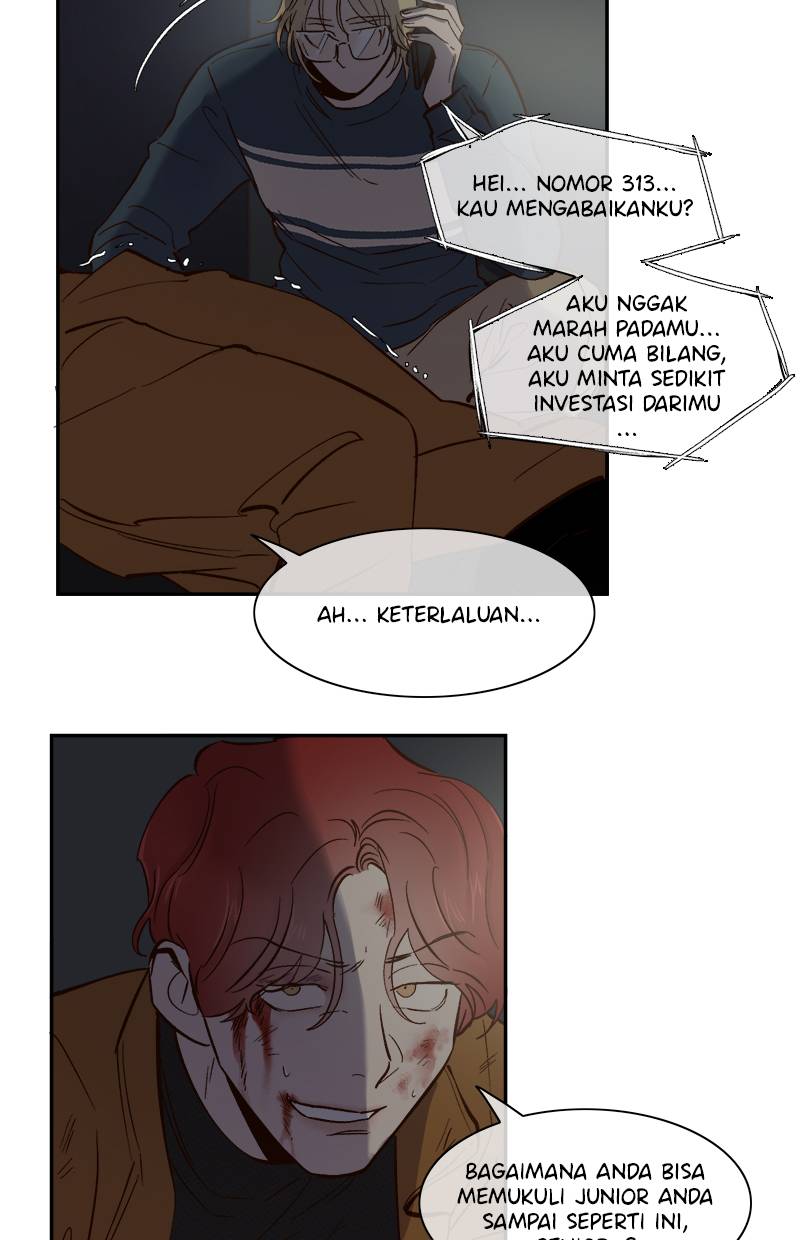 HEI... NOMOR 313...
KAU MENGABAIKANKU?
AKU NGGAK
MARAH PADAMU...
AKU CUMA BILANG,
AKU MINTA SEDIKIT
INVESTASI DARIMU
...
AH... KETERLALUAN...
BAGAIMANA ANDA BISA
MEMUKULI JUNIOR ANDA
SAMPAI SEPERTI INI,